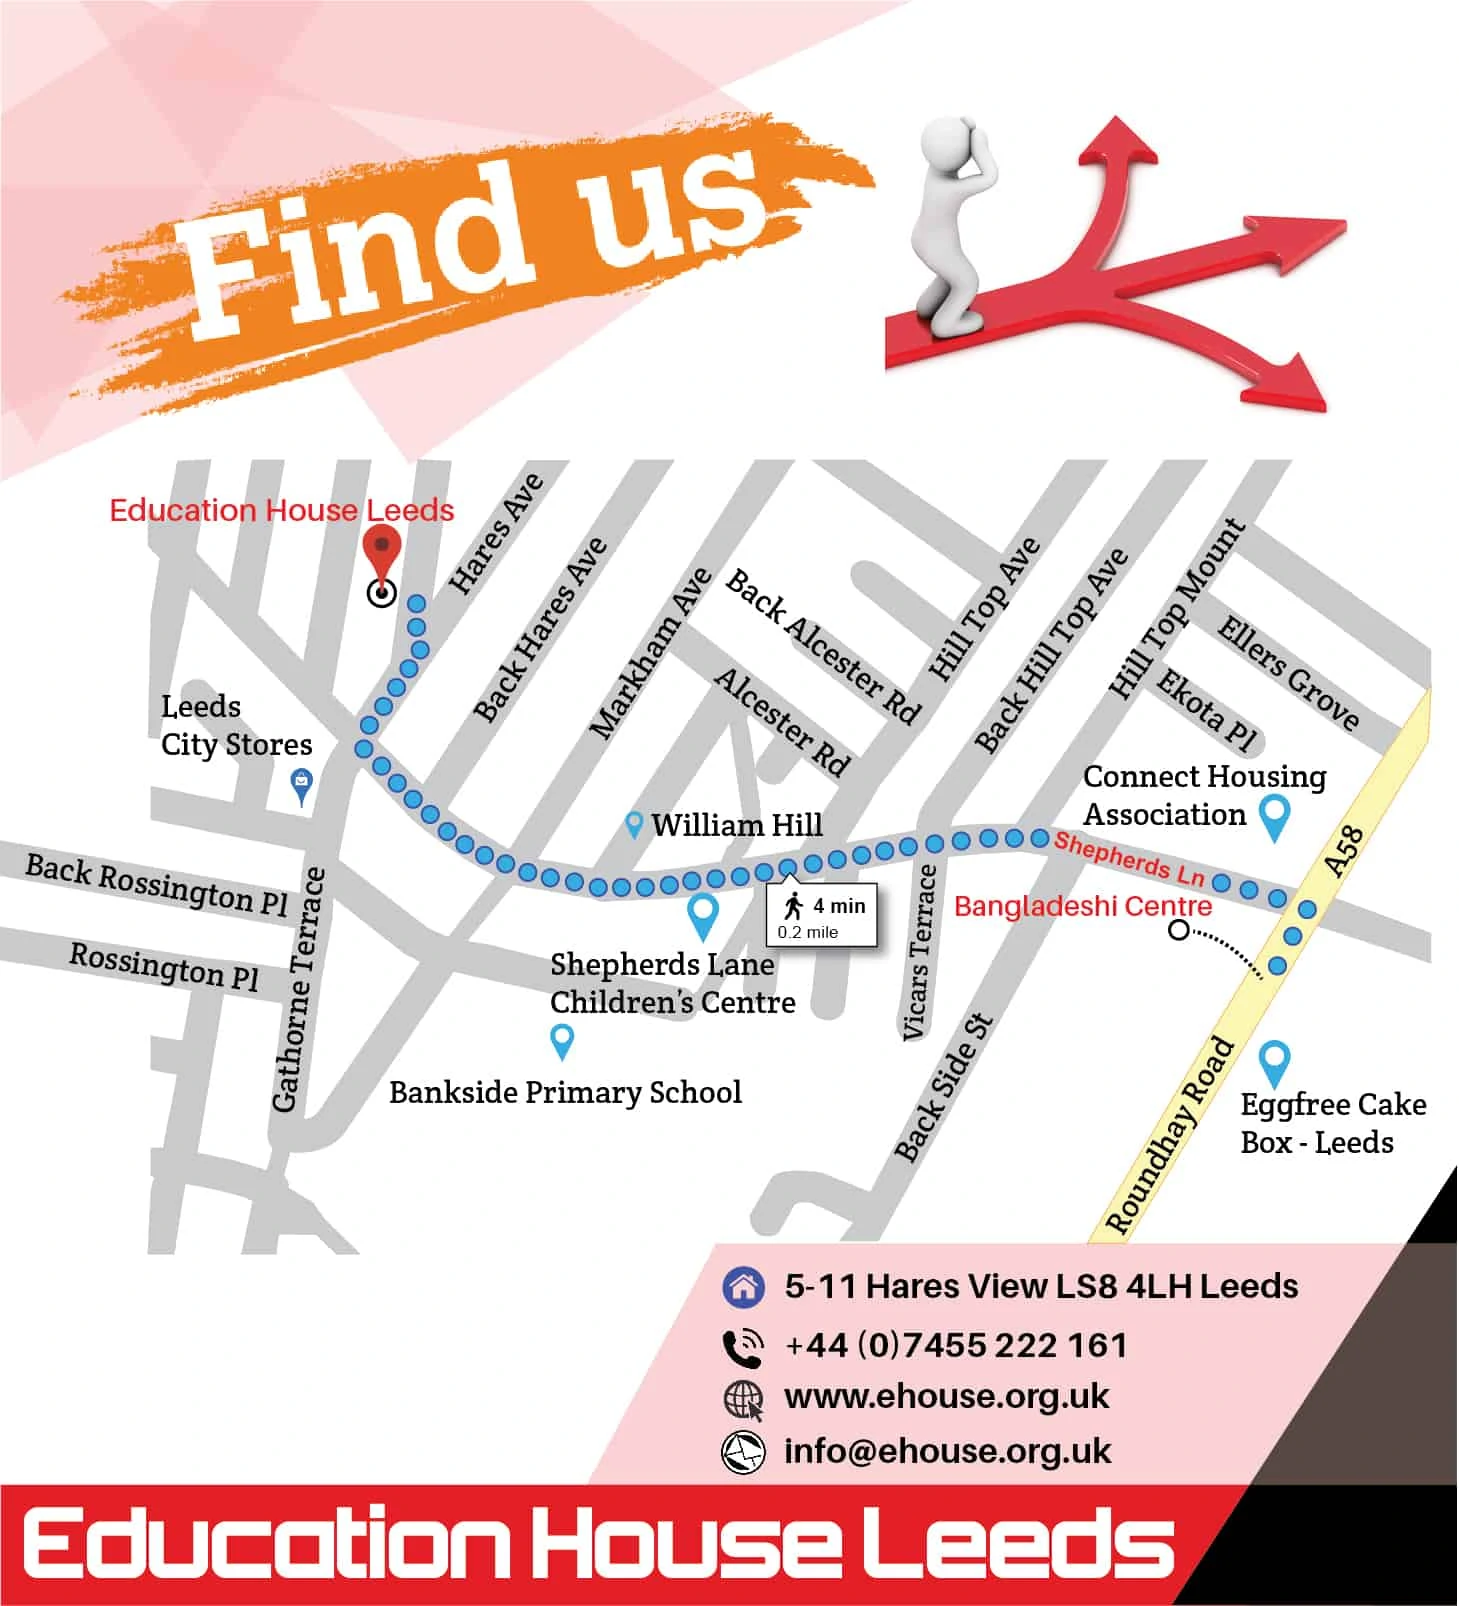 Find us
Education House Leeds
Hares Ave
Back Hares Ave
Markham Ave
Back Alcester Rd
Alcester Rd
Hill Top Ave
Back Hill Top Ave
Hill Top Mount
Ellers Grove
Ekota Pl
Leeds
City Stores
Connect Housing
Association
William Hill
A58
Shepherds Ln
Back Rossington Pl
Bangladeshi Centre
4 min
0.2 mile
Rossington Pl
Gathorne Terrace
Shepherds Lane
Children's Centre
Vicars Terrace
Back Side St
Bankside Primary School
Roundhay Road
Eggfree Cake
Box - Leeds
5-11 Hares View LS8 4LH Leeds
+44 (0)7455 222 161
www.ehouse.org.uk
info@ehouse.org.uk
Education House Leeds